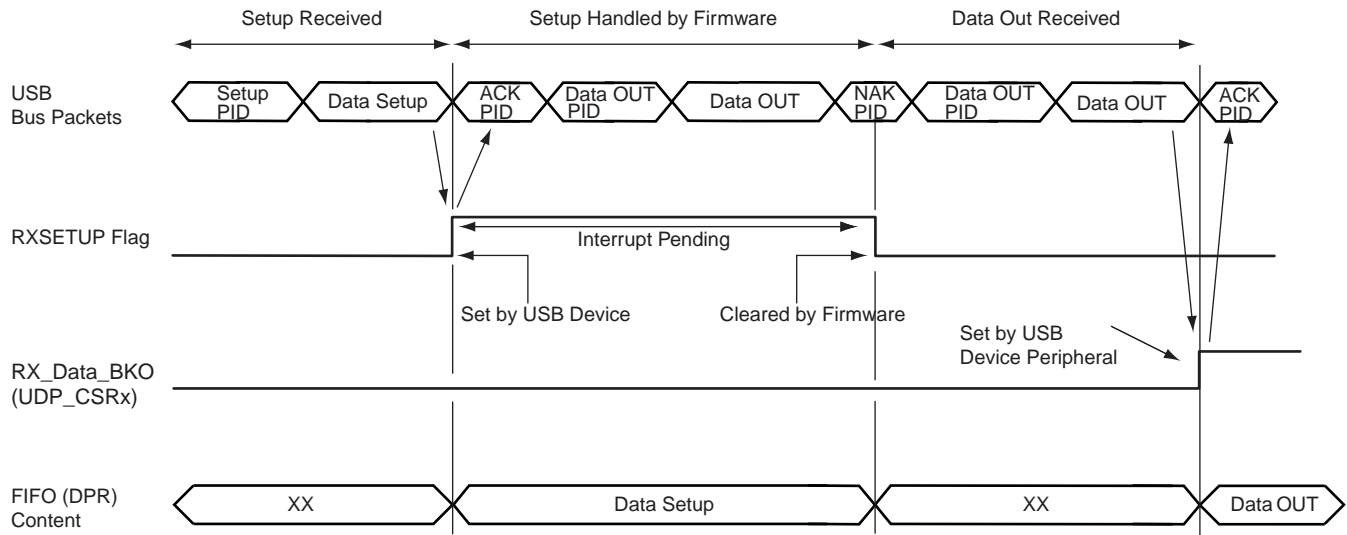 Setup Received
Setup Handled by Firmware
Data Out Received
USB
Bus Packets
Setup
PID
Data Setup
ACK
PID
Data OUT
PID
Data OUT
NAK
PID
Data OUT
PID
Data OUT
ACK
PID
RXSETUP Flag
Interrupt Pending
Set by USB Device
Cleared by Firmware
Set by USB
Device Peripheral
RX_Data_BKO
(UDP_CSRx)
FIFO (DPR)
Content
XX
Data Setup
XX
Data OUT